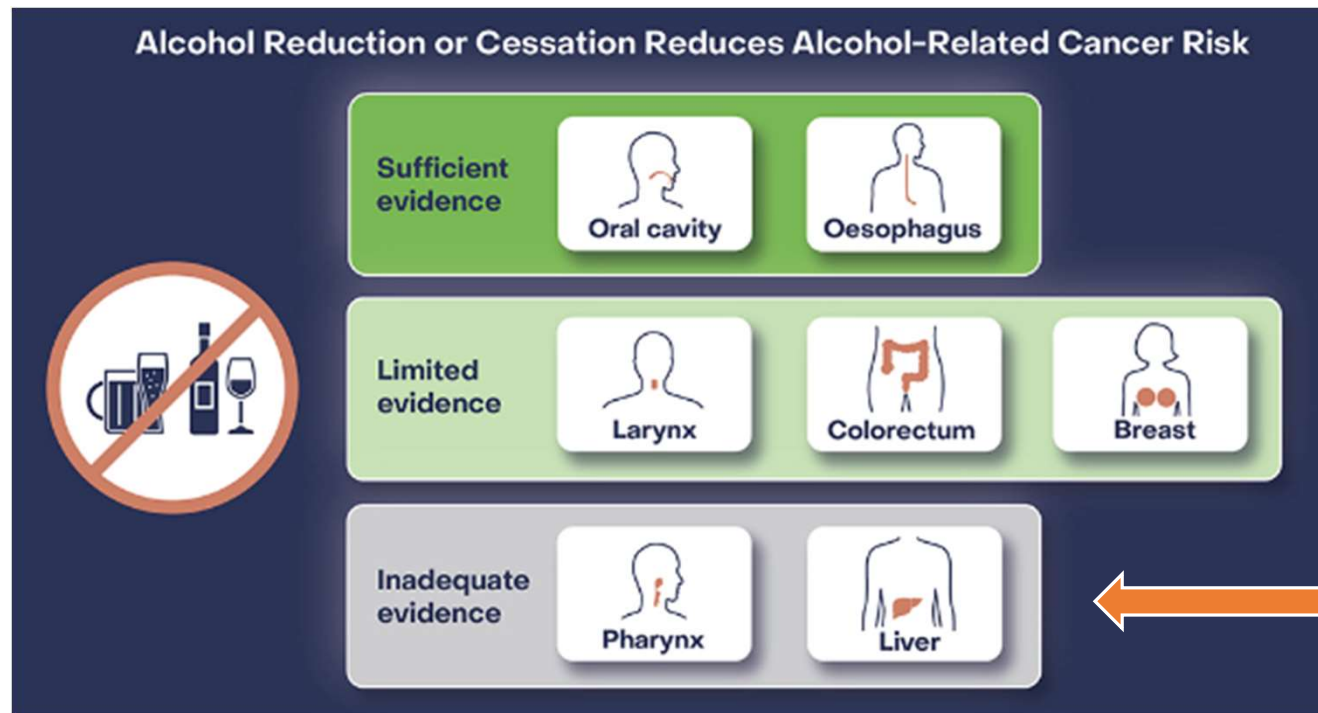 Alcohol Reduction or Cessation Reduces Alcohol-Related Cancer Risk
Sufficient
evidence
Oral cavity
Oesophagus
Limited
evidence
Larynx
Colorectum
Breast
Inadequate
evidence
Pharynx
Liver